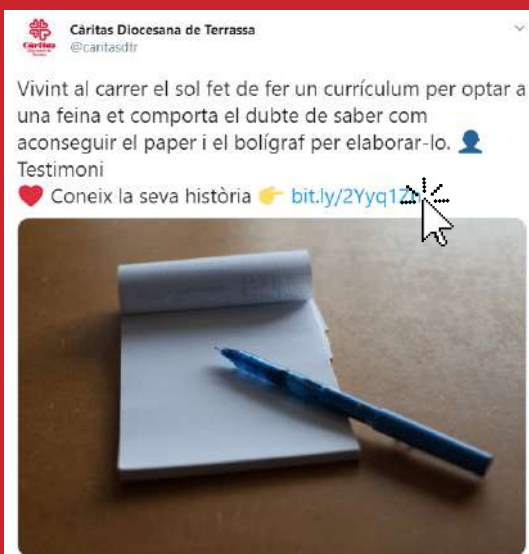 Càritas Diocesana de Terrassa
@caritasdtr
Càritas
Vivint al carrer el sol fet de fer un currículum per optar a
una feina et comporta el dubte de saber com
aconseguir el paper i el bolígraf per elaborar-lo.
Testimoni
Coneix la seva història